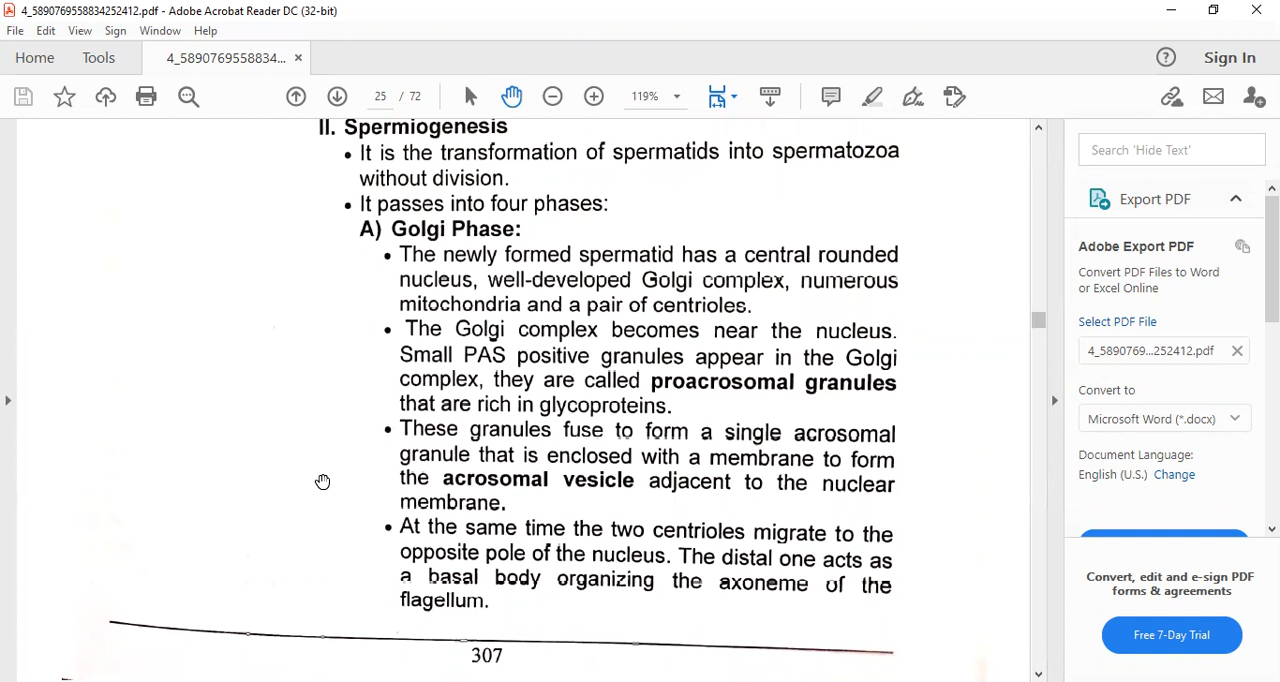 4_5890769558834252412.pdf - Adobe Acrobat Reader DC (32-bit)
File Edit View Sign Window Help
Home Tools 4_5890769558834... × Sign In
25 / 72 119%
II. Spermiogenesis
• It is the transformation of spermatids into spermatozoa
without division.
• It passes into four phases:
A) Golgi Phase:
• The newly formed spermatid has a central rounded
nucleus, well-developed Golgi complex, numerous
mitochondria and a pair of centrioles.
• The Golgi complex becomes near the nucleus.
Small PAS positive granules appear in the Golgi
complex, they are called proacrosomal granules
that are rich in glycoproteins.
• These granules fuse to form a single acrosomal
granule that is enclosed with a membrane to form
the acrosomal vesicle adjacent to the nuclear
membrane.
• At the same time the two centrioles migrate to the
opposite pole of the nucleus. The distal one acts as
a basal body organizing the axoneme of the
flagellum.
307
Search 'Hide Text'
Export PDF
Adobe Export PDF
Convert PDF Files to Word
or Excel Online
Select PDF File
4_5890769...252412.pdf
Convert to
Microsoft Word (*.docx)
Document Language:
English (U.S.) Change
Convert, edit and e-sign PDF
forms & agreements
Free 7-Day Trial